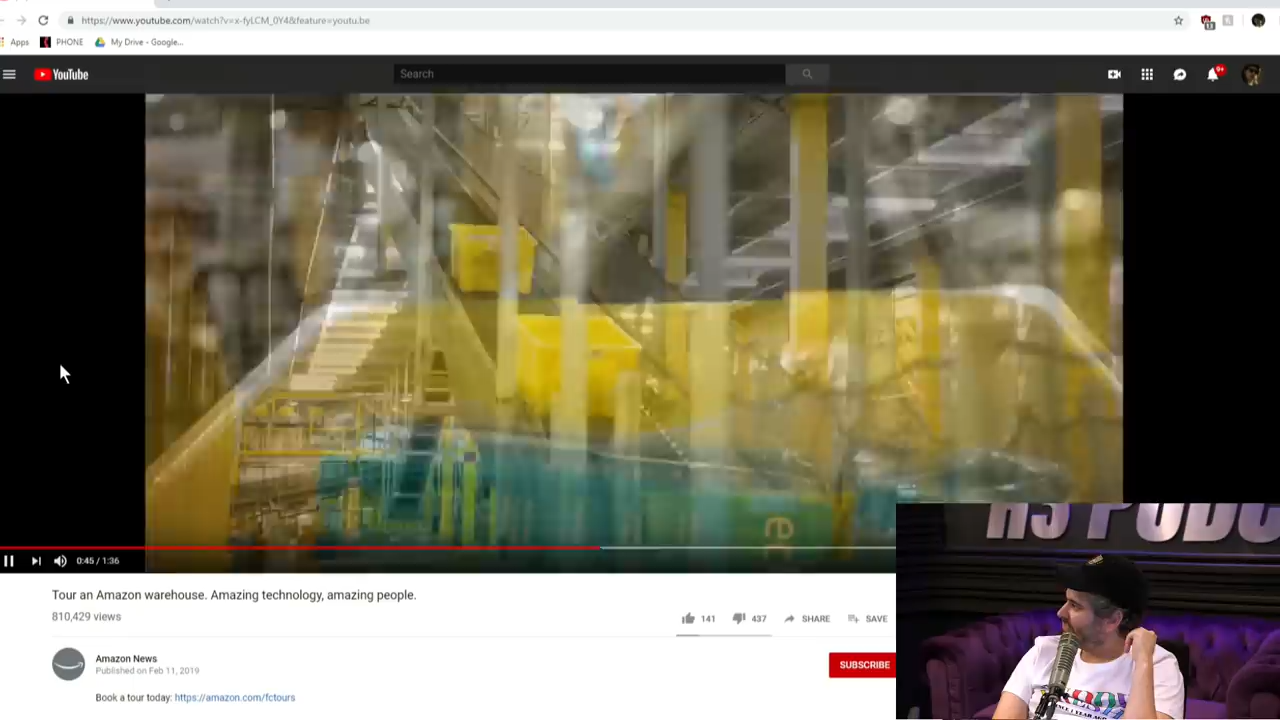 https://www.youtube.com/watch?v=x-fyLCM_0Y4&feature=youtu.be
Apps PHONE My Drive - Google...
YouTube Search 9+
0:45 / 1:36
Tour an Amazon warehouse. Amazing technology, amazing people.
810,429 views
141 437 SHARE SAVE
Amazon News
Published on Feb 11, 2019
SUBSCRIBE
Book a tour today: https://amazon.com/fctours
H3 PODC